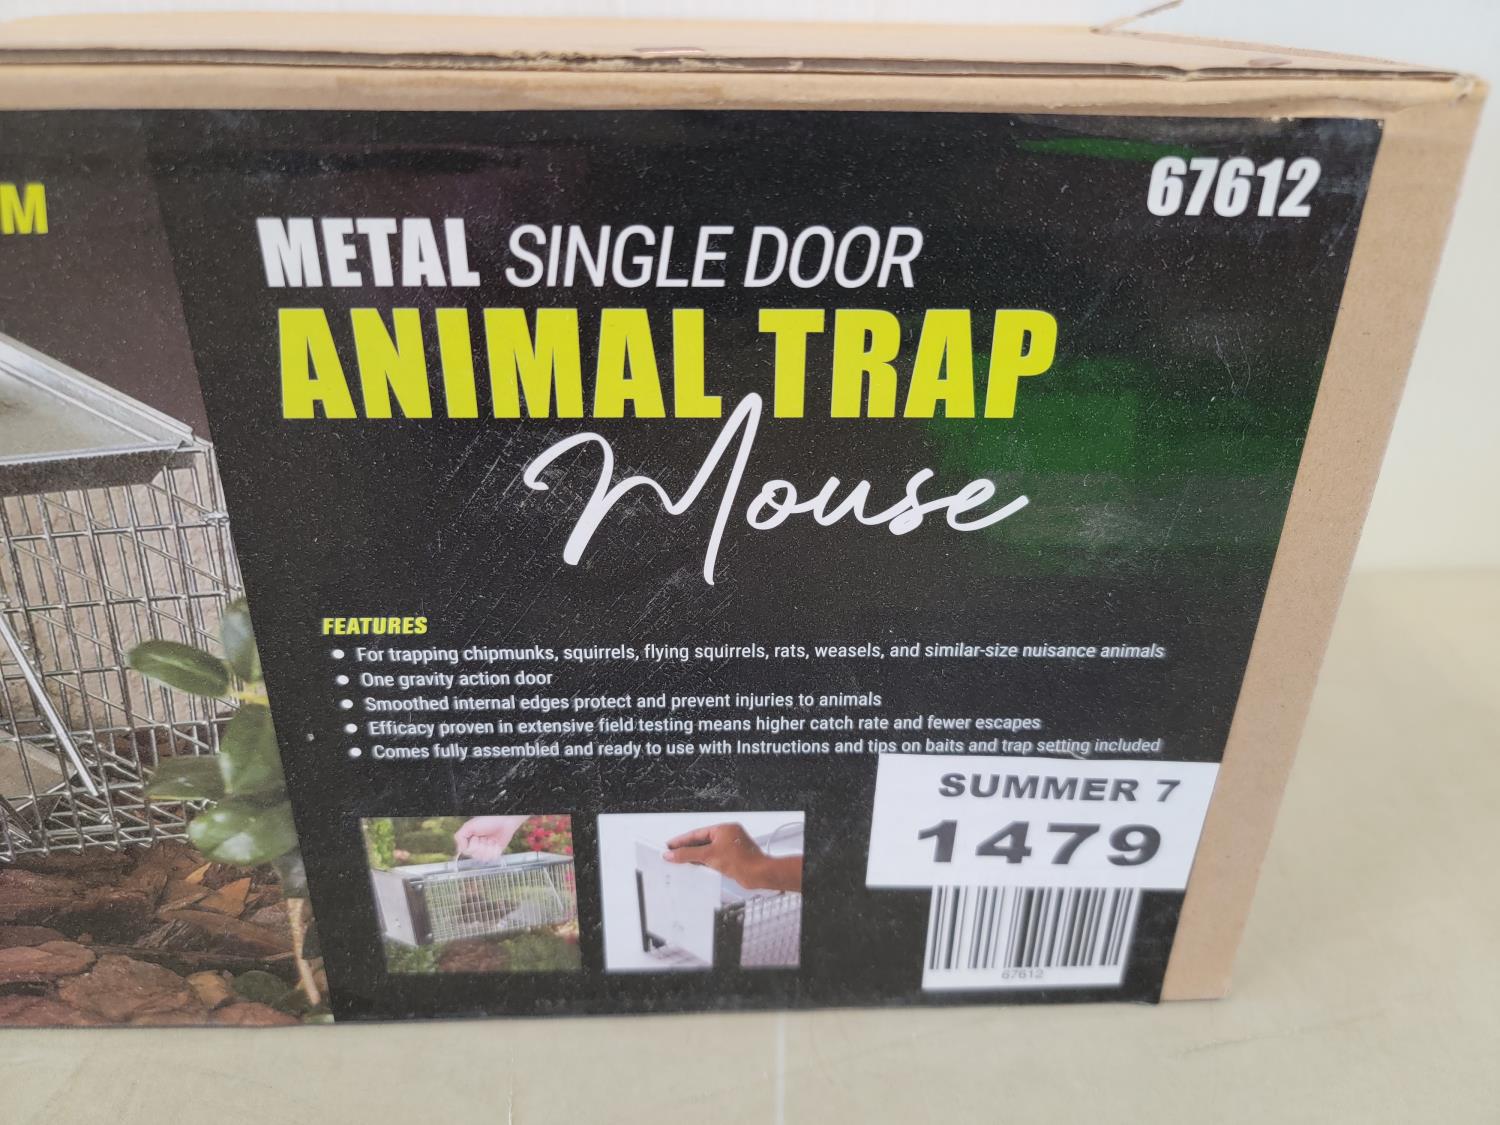 M
67612
METAL SINGLE DOOR
ANIMAL TRAP
Mouse
FEATURES
• For trapping chipmunks, squirrels, flying squirrels, rats, weasels, and similar-size nuisance animals
• One gravity action door
• Smoothed internal edges protect and prevent injuries to animals
• Efficacy proven in extensive field testing means higher catch rate and fewer escapes
• Comes fully assembled and ready to use with Instructions and tips on baits and trap setting included
SUMMER 7
1479
67612